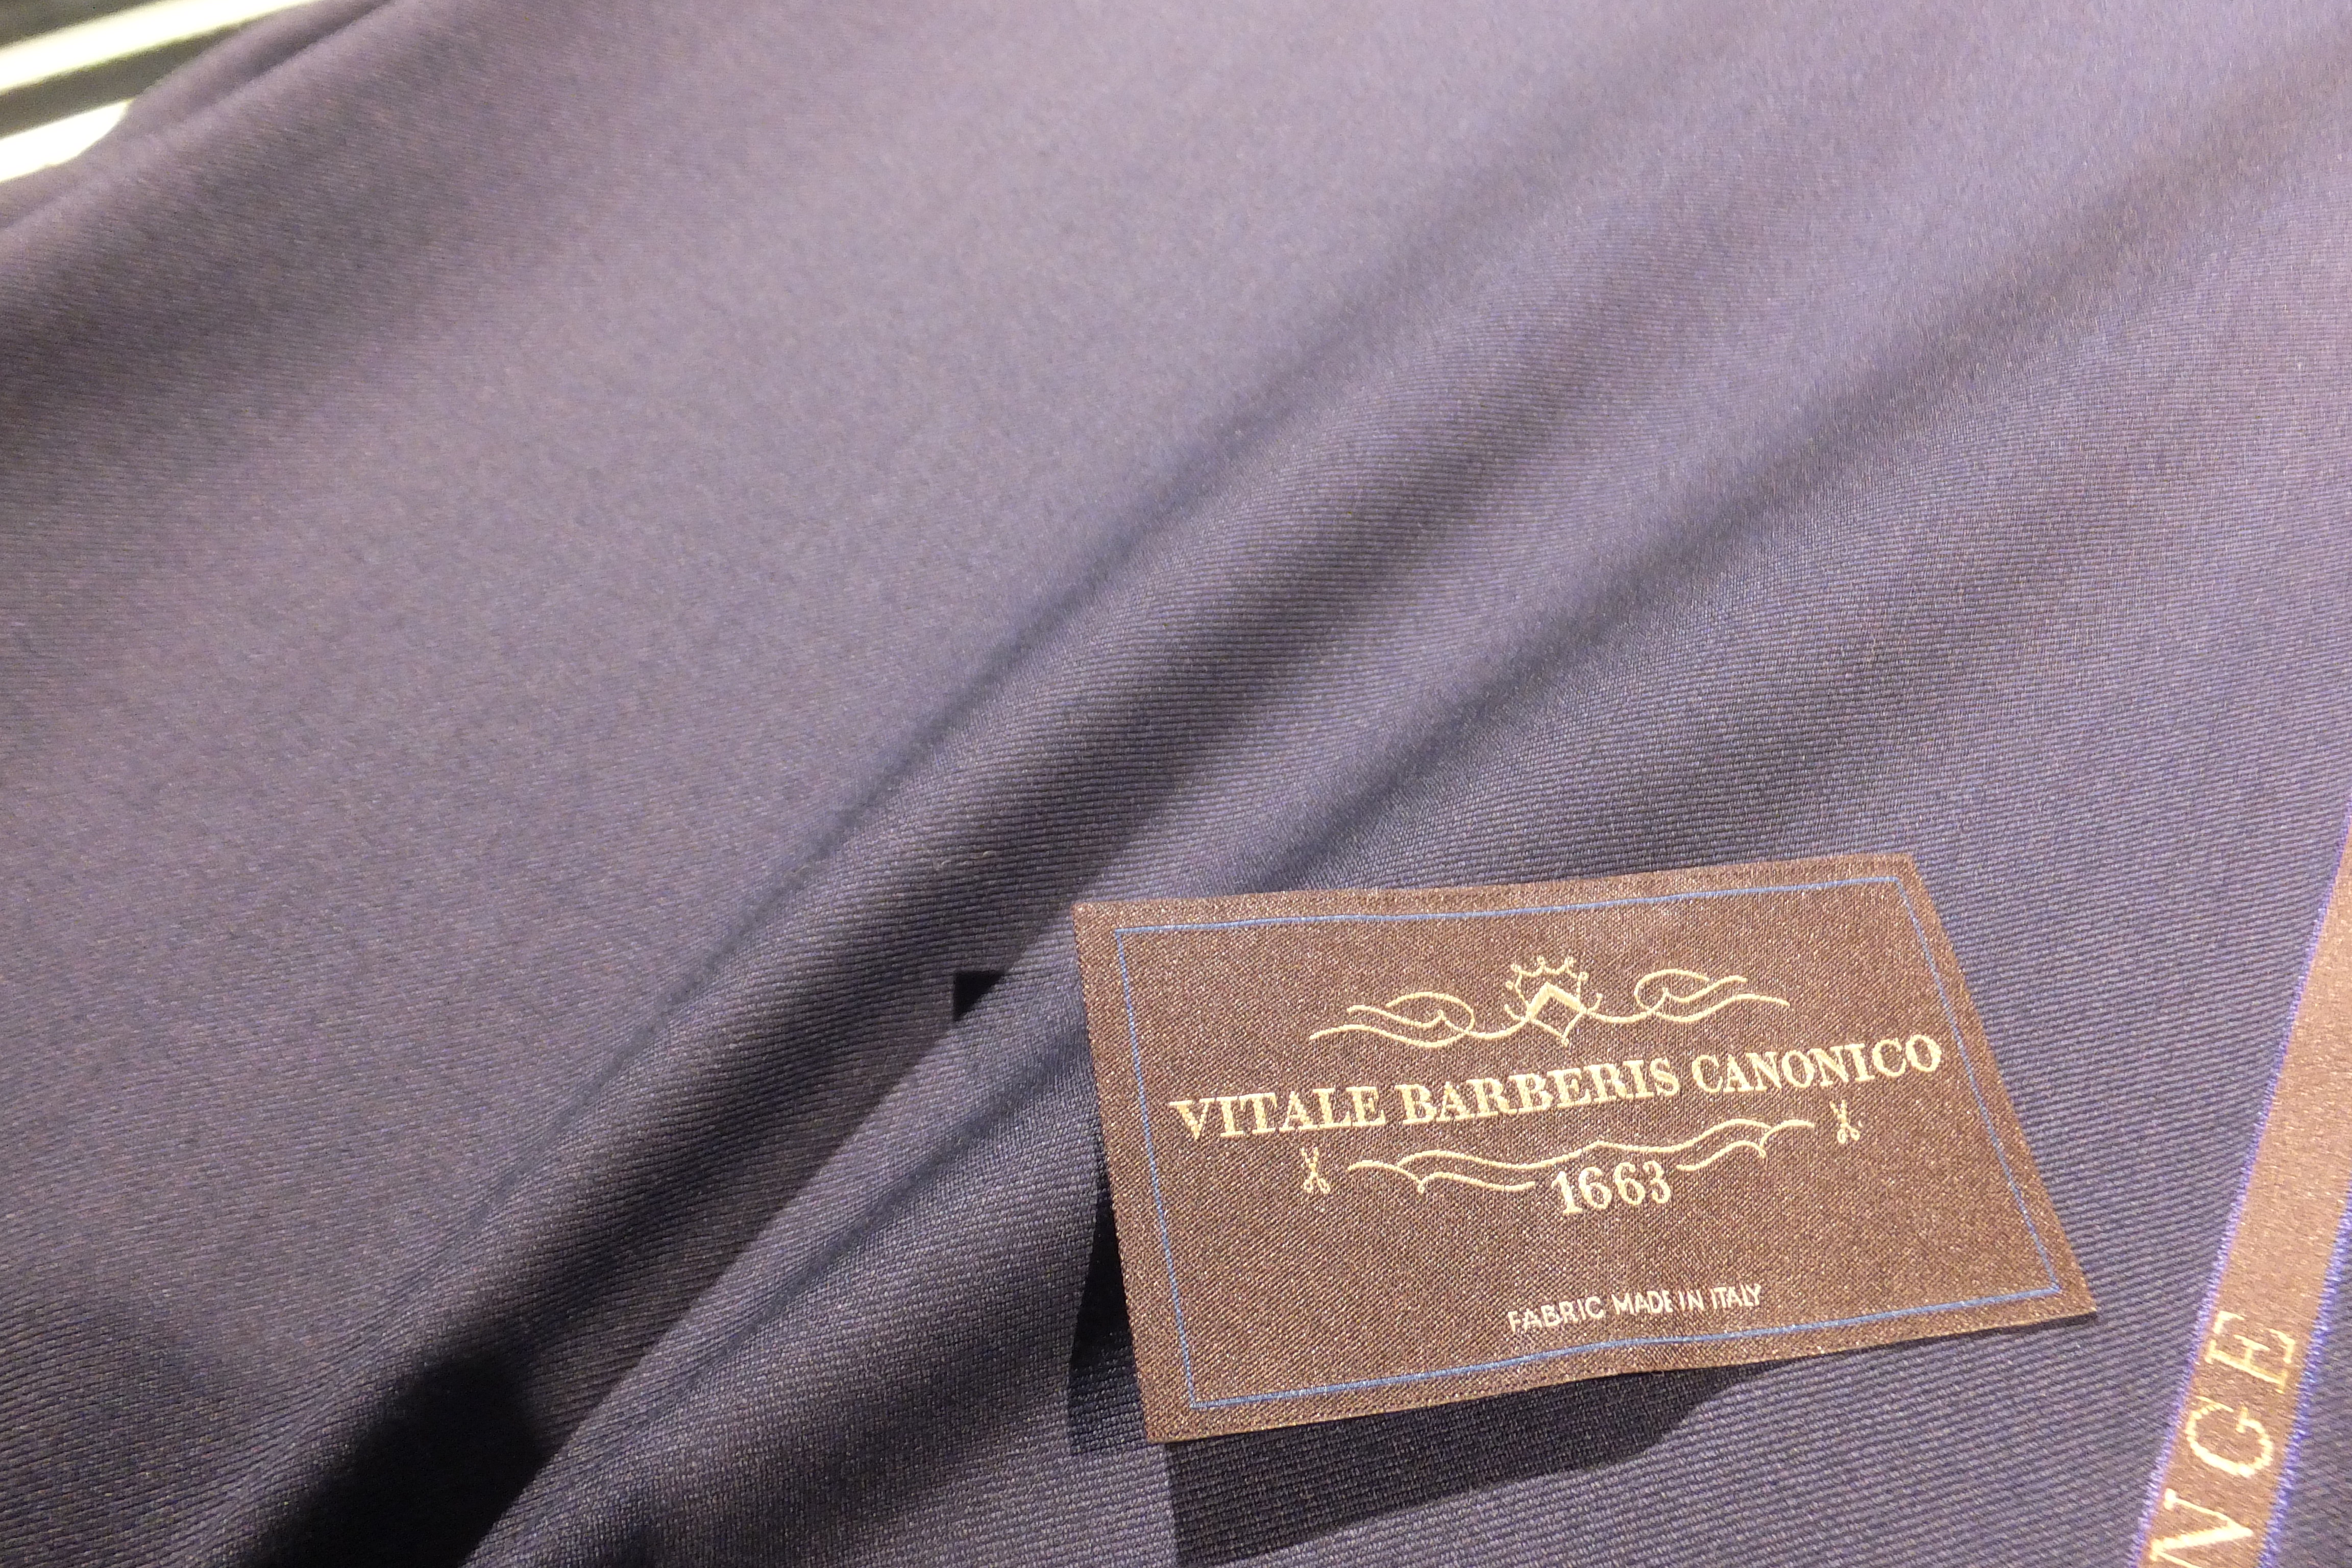 VITALE BARBERIS CANONICO
1663
FABRIC MADE IN ITALY
NGE